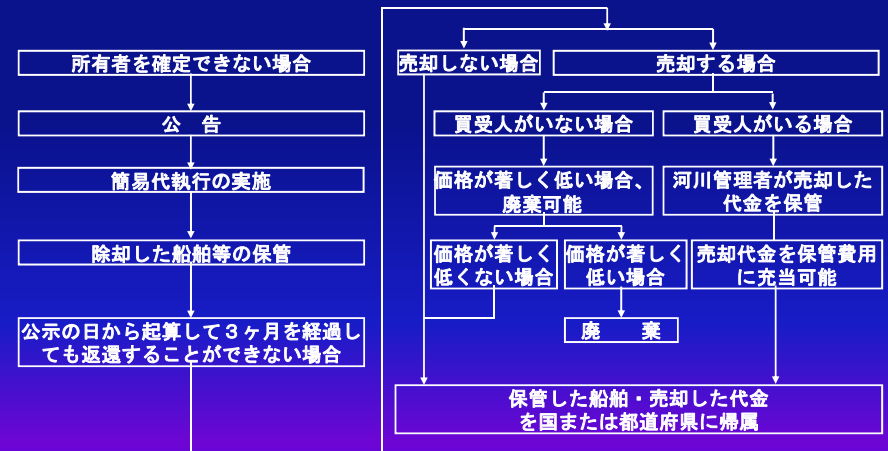 所有者を確定できない場合
公　告
簡易代執行の実施
除却した船舶等の保管
公示の日から起算して３ヶ月を経過し
ても返還することができない場合
売却しない場合
売却する場合
買受人がいない場合
買受人がいる場合
価格が著しく低い場合、
廃棄可能
河川管理者が売却した
代金を保管
価格が著しく
低くない場合
価格が著しく
低い場合
売却代金を保管費用
に充当可能
廃　棄
保管した船舶・売却した代金
を国または都道府県に帰属